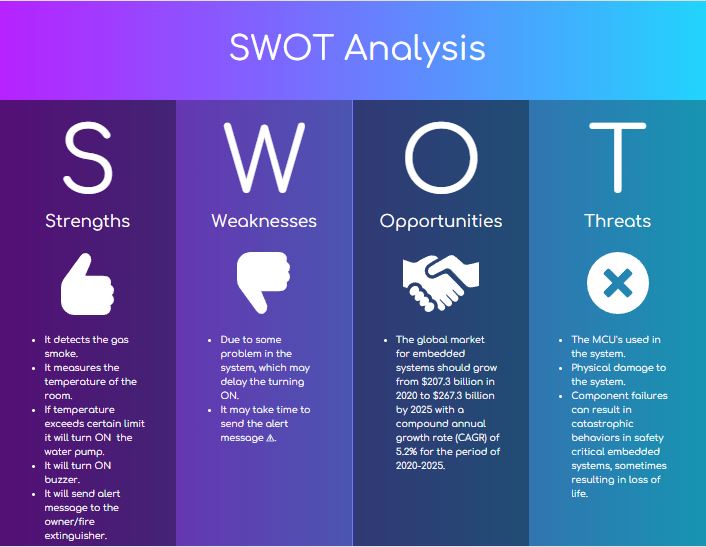 SWOT Analysis
S
Strengths
• It detects the gas
smoke.
• It measures the
temperature of the
room.
• If temperature
exceeds certain limit
it will turn ON the
water pump.
• It will turn ON
buzzer.
• It will send alert
message to the
owner/fire
extinguisher.
W
Weaknesses
• Due to some
problem in the
system, which may
delay the turning
ON.
• It may take time to
send the alert
message ⚠.
O
Opportunities
• The global market
for embedded
systems should grow
from $207.3 billion in
2020 to $267.3 billion
by 2025 with a
compound annual
growth rate (CAGR) of
5.2% for the period of
2020-2025.
T
Threats
• The MCU's used in
the system.
• Physical damage to
the system.
• Component failures
can result in
catastrophic
behaviors in safety
critical embedded
systems, sometimes
resulting in loss of
life.